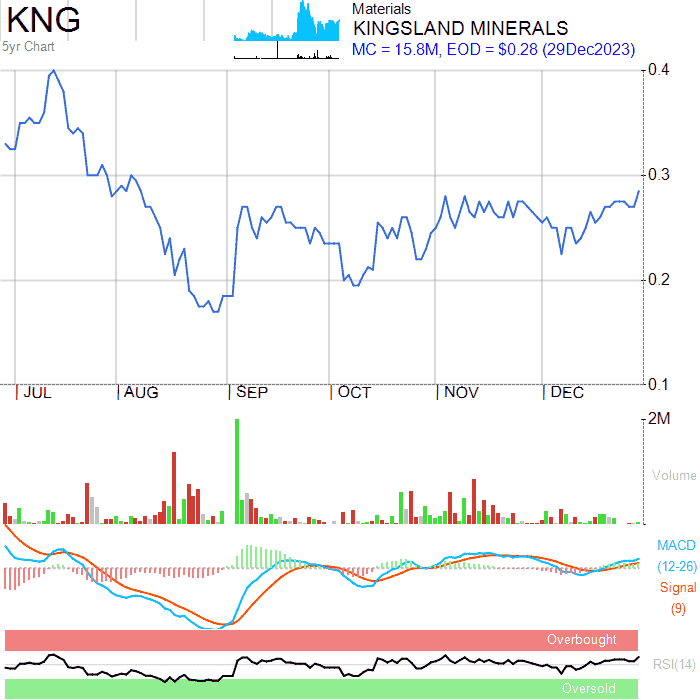 KNG
5yr Chart
Materials
KINGSLAND MINERALS
MC = 15.8M, EOD = $0.28 (29Dec2023)
0.4
0.3
0.2
0.1
JUL AUG SEP OCT NOV DEC
2M
Volume
MACD
(12-26)
Signal
(9)
Overbought
RSI(14)
Oversold